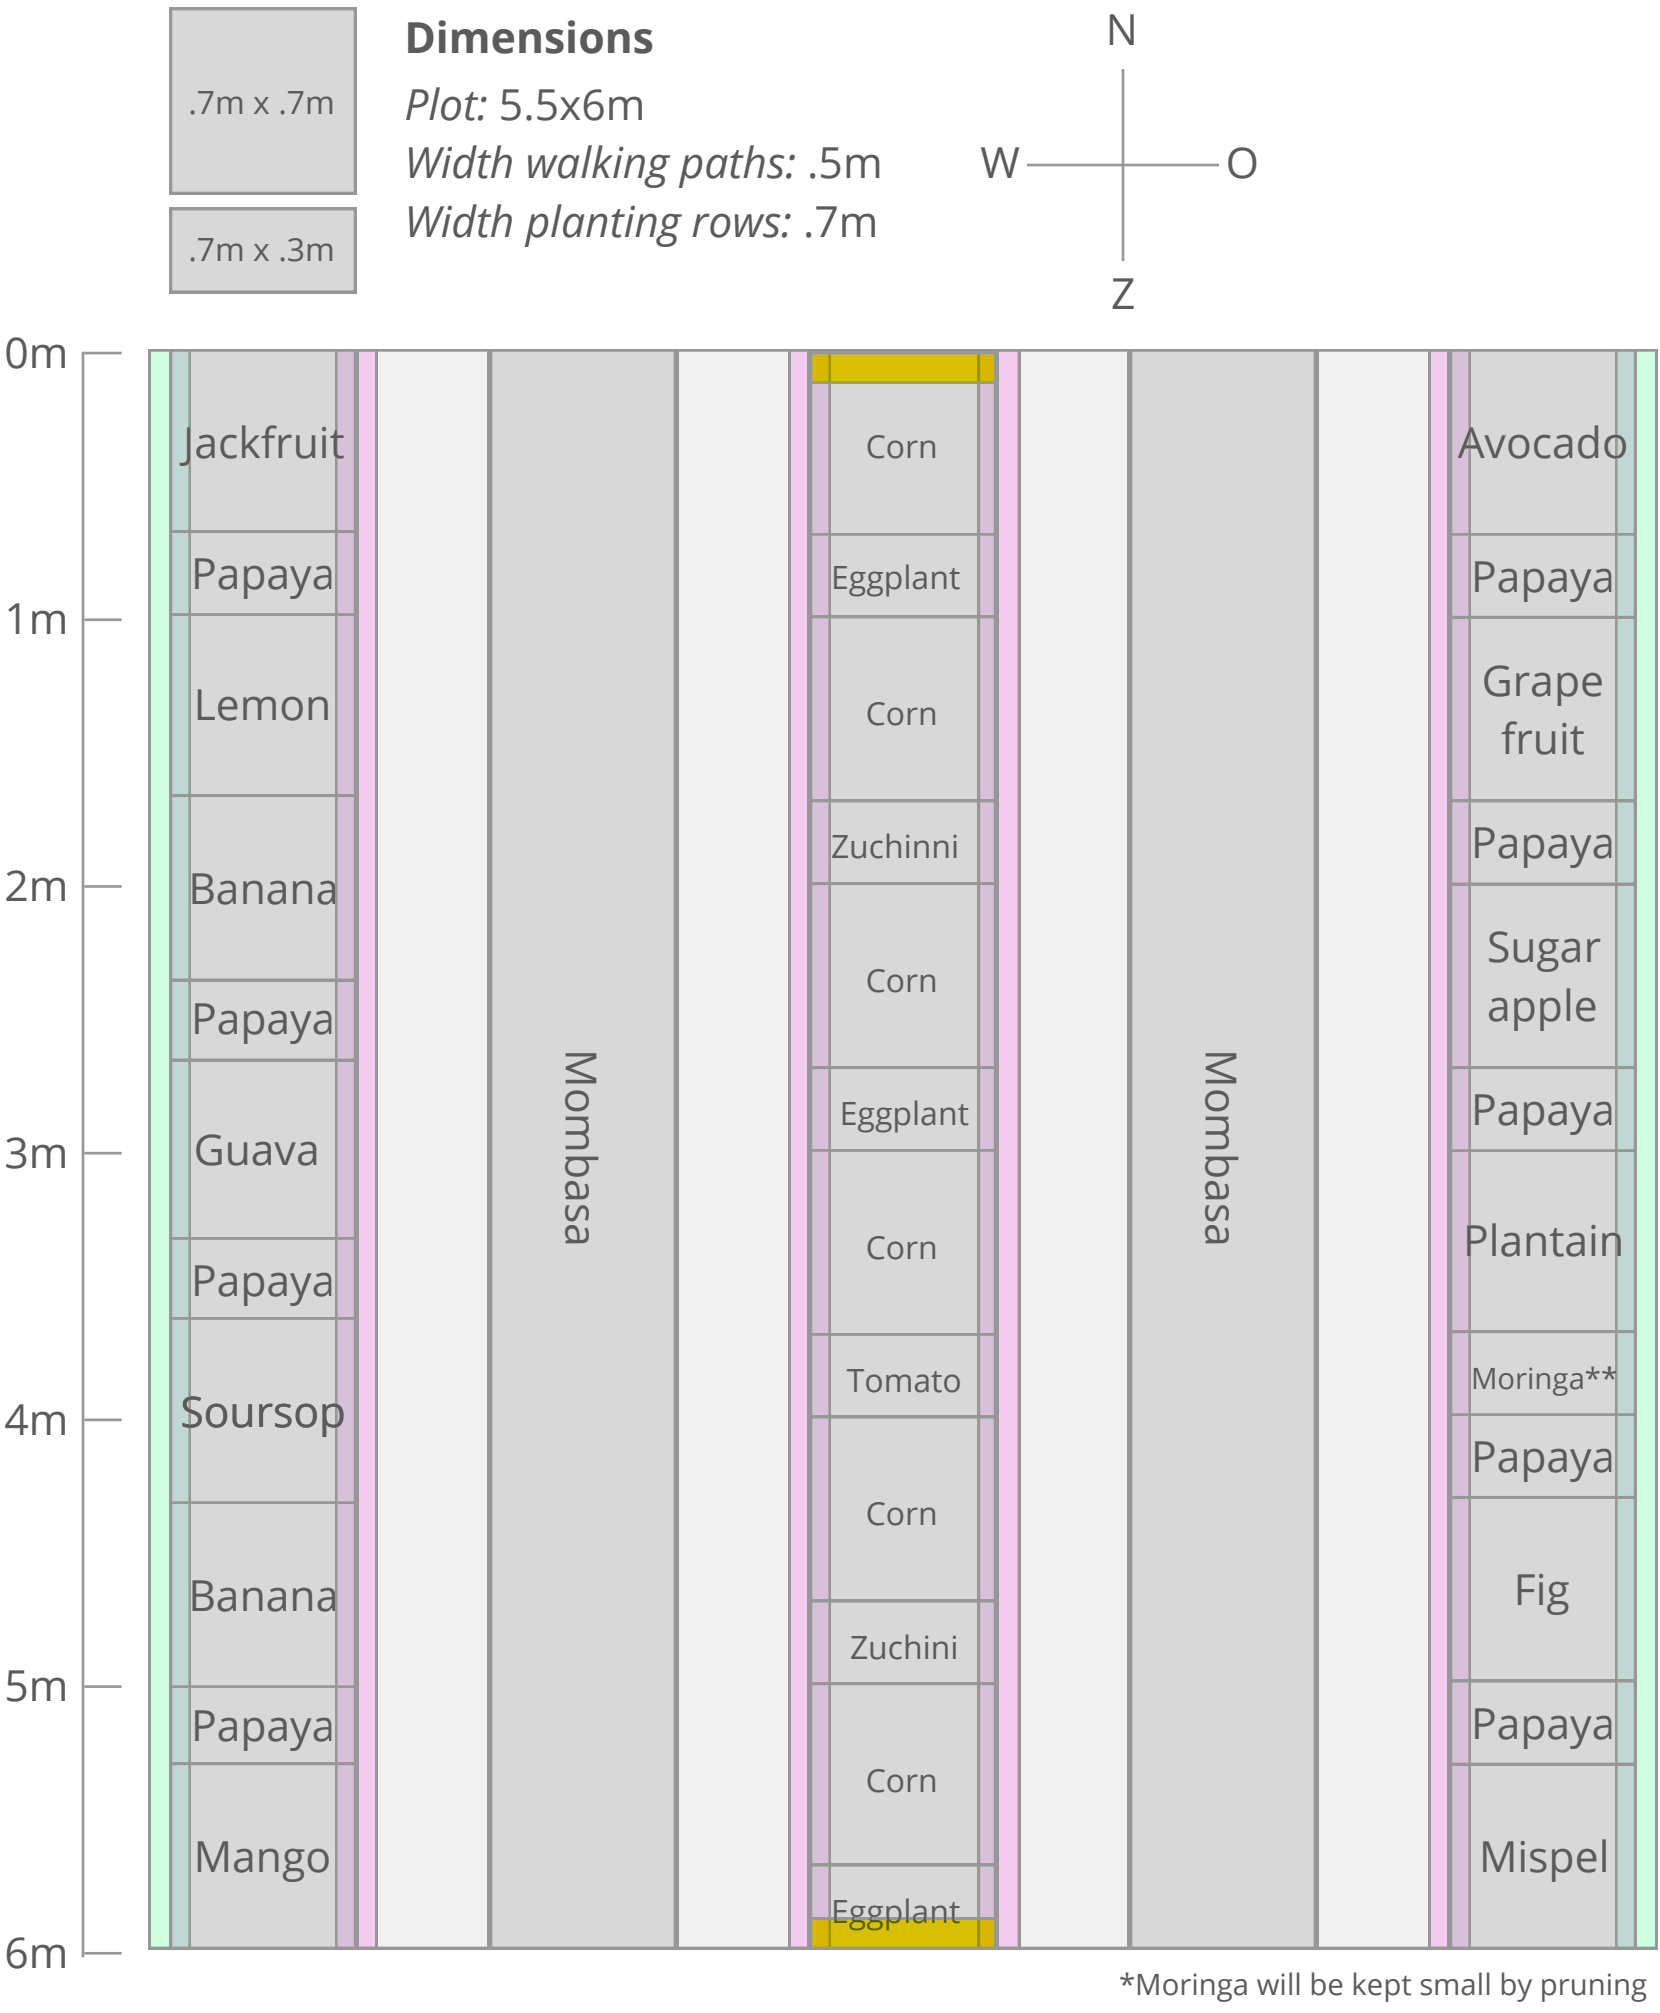 .7m x .7m
.7m x .3m
Dimensions
Plot: 5.5x6m
Width walking paths: .5m
Width planting rows: .7m
N
W
O
Z
0m
1m
2m
3m
4m
5m
6m
Jackfruit
Papaya
Lemon
Banana
Papaya
Guava
Papaya
Soursop
Banana
Papaya
Mango
Mombasa
Corn
Eggplant
Corn
Zuchinni
Corn
Eggplant
Corn
Tomato
Corn
Zuchini
Corn
Eggplant
Mombasa
Avocado
Papaya
Grape
fruit
Papaya
Sugar
apple
Papaya
Plantain
Moringa**
Papaya
Fig
Papaya
Mispel
*Moringa will be kept small by pruning